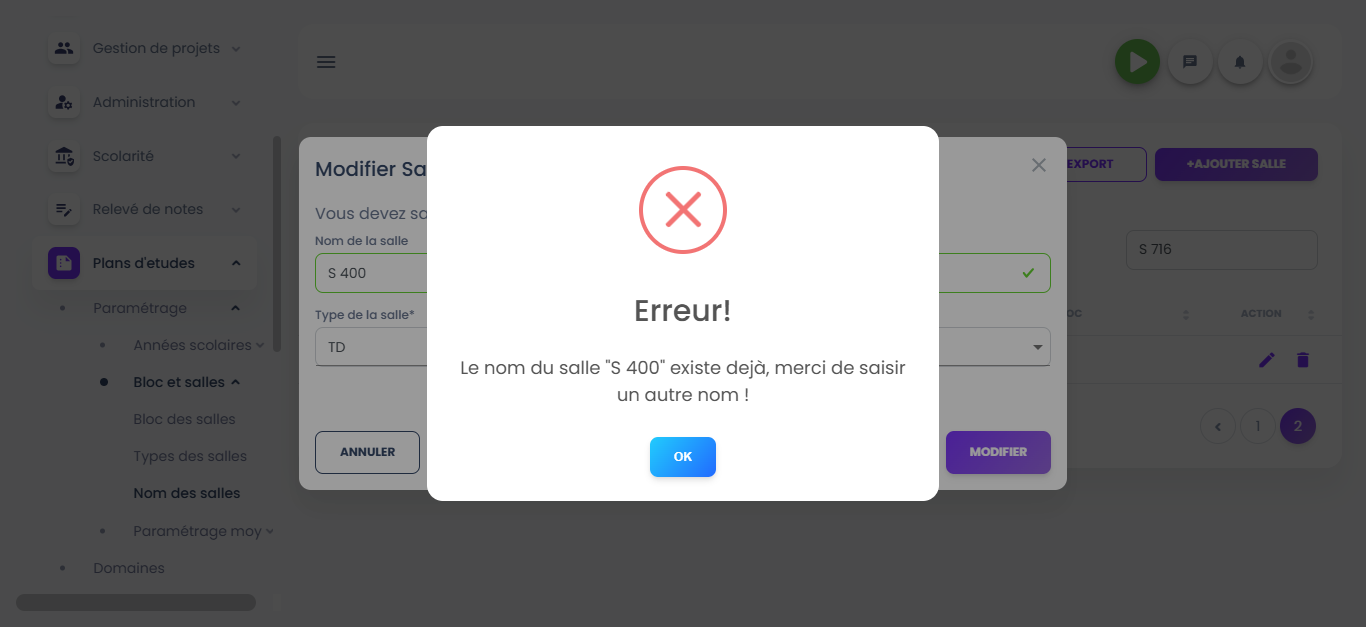 Gestion de projets
Administration
Scolarité
Relevé de notes
Plans d'etudes
Paramétrage
Années scolaires
Bloc et salles
Bloc des salles
Types des salles
Nom des salles
Paramétrage moy
Domaines
EXPORT
+AJOUTER SALLE
S 716
ACTION
1
2
Modifier Sa
Vous devez sa
Nom de la salle
S 400
Type de la salle*
TD
ANNULER
MODIFIER
Erreur!
Le nom du salle "S 400" existe dejà, merci de saisir
un autre nom !
OK